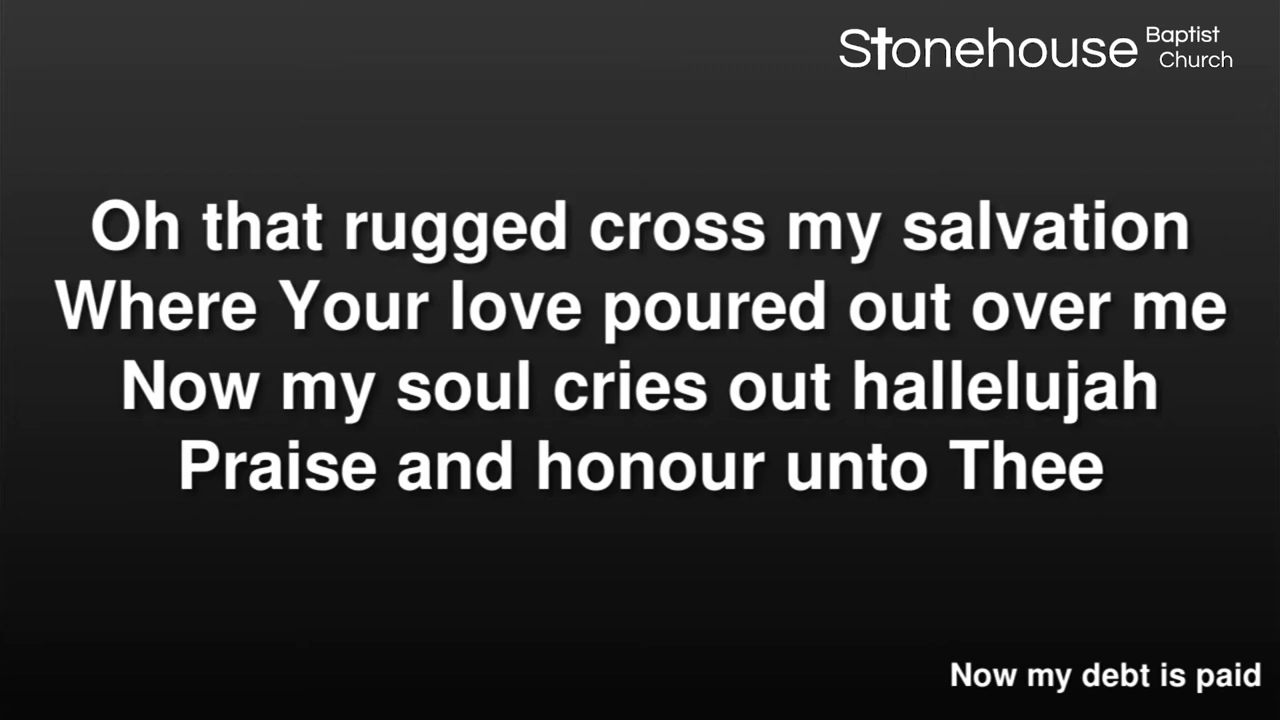 Stonehouse Baptist Church
Oh that rugged cross my salvation
Where Your love poured out over me
Now my soul cries out hallelujah
Praise and honour unto Thee
Now my debt is paid